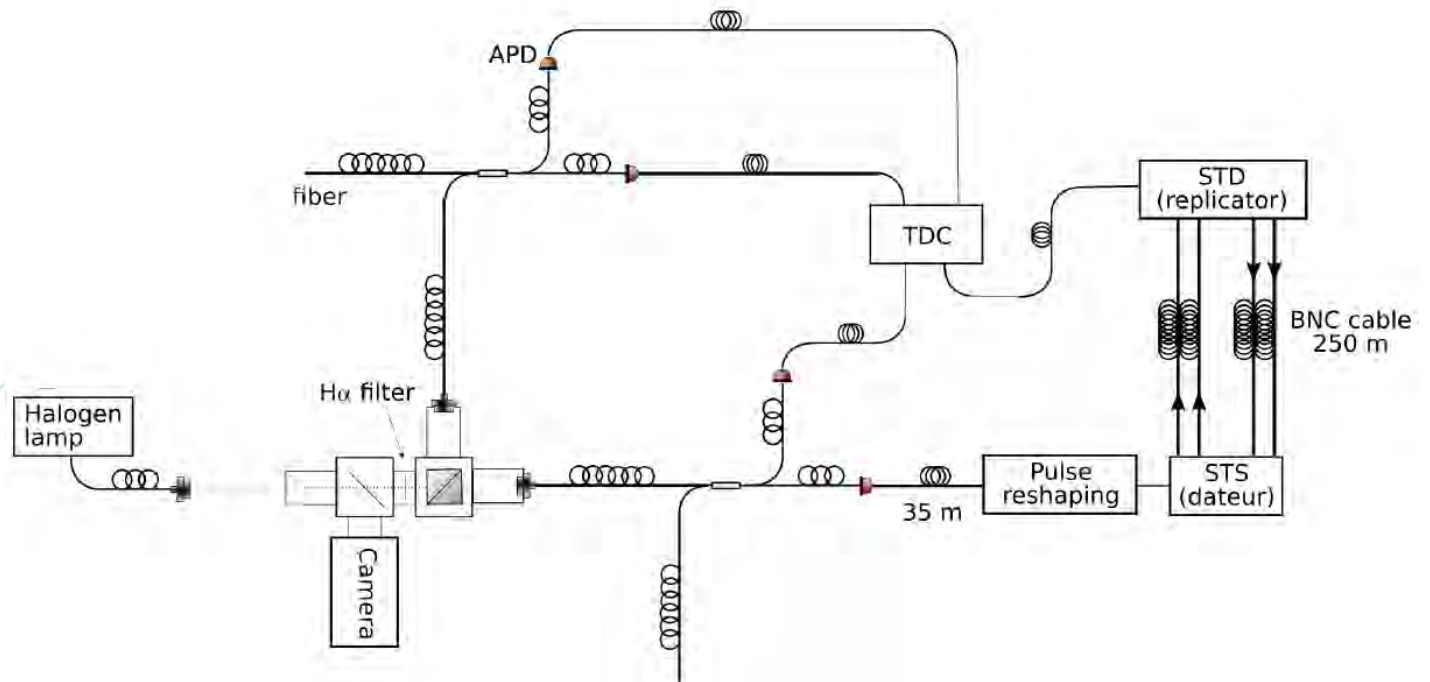 APD
fiber
STD
(replicator)
TDC
BNC cable
250 m
Hα filter
Halogen
lamp
Pulse
reshaping
STS
(dateur)
35 m
Camera